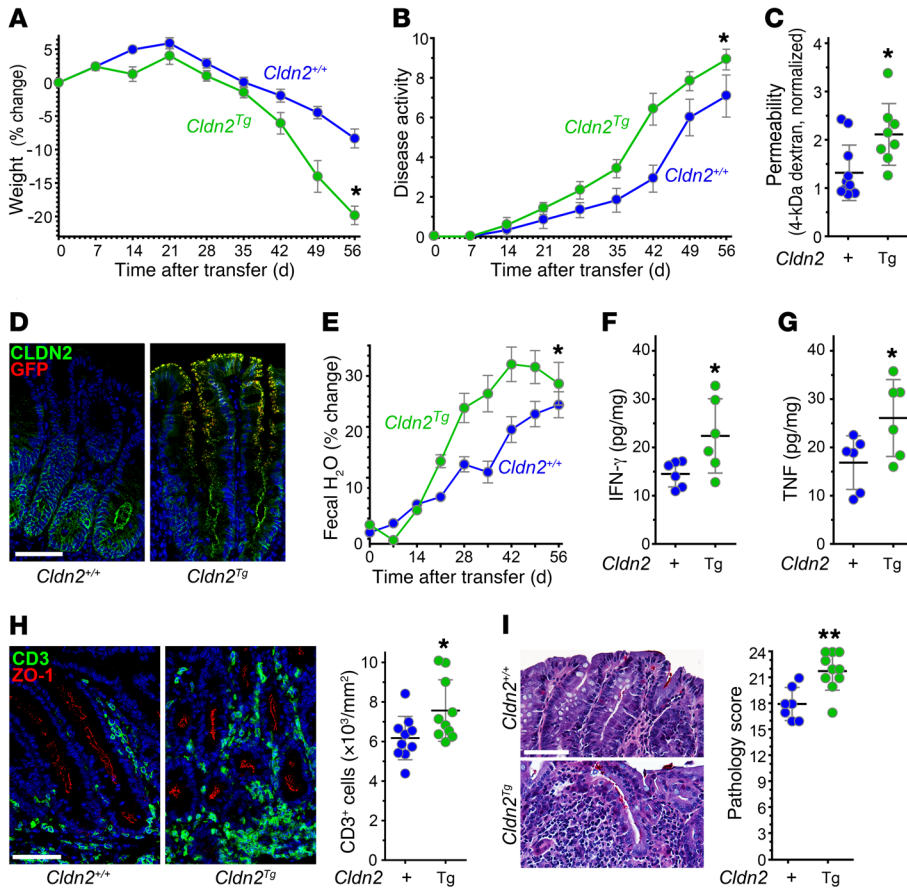 A
Weight (% change)
5
0
−5
−10
−15
−20
Cldn2+/+
Cldn2Tg
*
0 7 14 21 28 35 42 49 56
Time after transfer (d)
B
Disease activity
10
8
6
4
2
0
Cldn2Tg
Cldn2+/+
*
0 7 14 21 28 35 42 49 56
Time after transfer (d)
C
Permeability
(4-kDa dextran, normalized)
4
3
2
1
0
*
Cldn2 + Tg
D
CLDN2
GFP
Cldn2+/+
Cldn2Tg
E
Fecal H2O (% change)
30
20
10
0
Cldn2Tg
Cldn2+/+
*
0 14 28 42 56
Time after transfer (d)
F
IFN-γ (pg/mg)
40
30
20
10
0
*
Cldn2 + Tg
G
TNF (pg/mg)
40
30
20
10
0
*
Cldn2 + Tg
H
CD3
ZO-1
Cldn2+/+
Cldn2Tg
CD3+ cells (×10³/mm²)
10
8
6
4
2
0
*
Cldn2 + Tg
I
Cldn2+/+
Cldn2Tg
Pathology score
24
21
18
15
12
9
6
3
0
**
Cldn2 + Tg